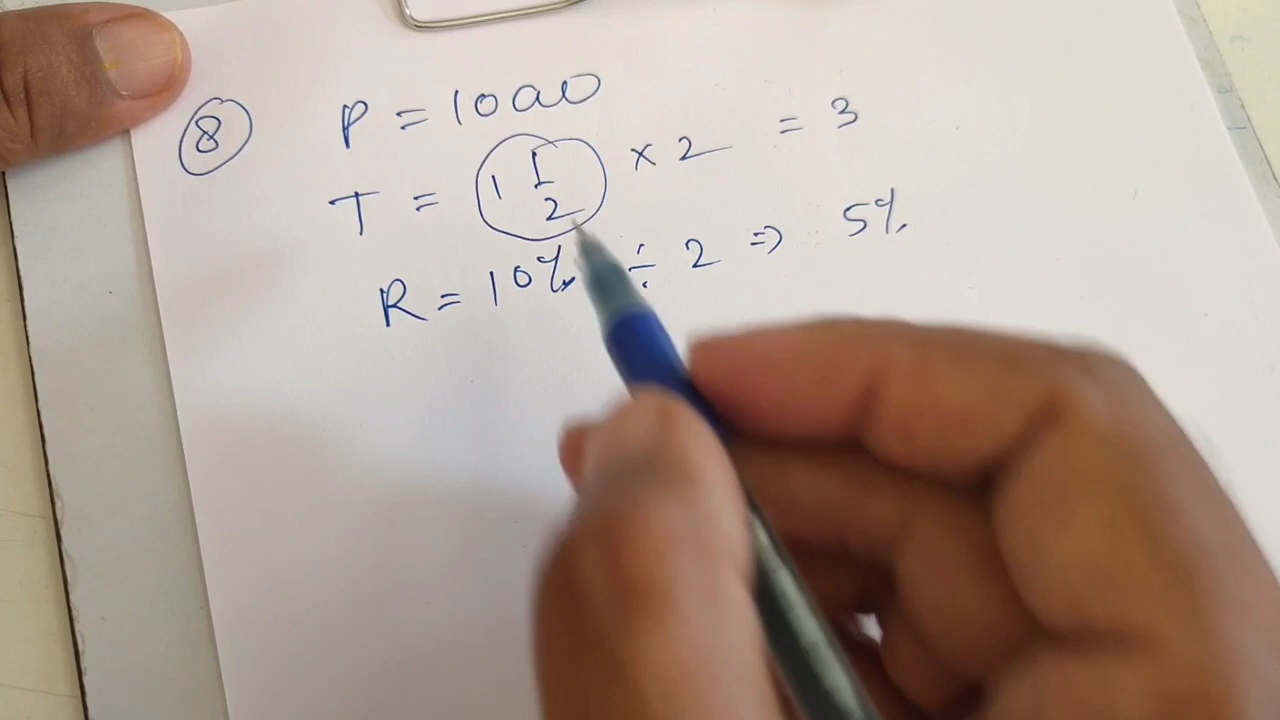 ⑧ P = 1000
T = 1 1/2 × 2 = 3
R = 10% ÷ 2 ⇒ 5%